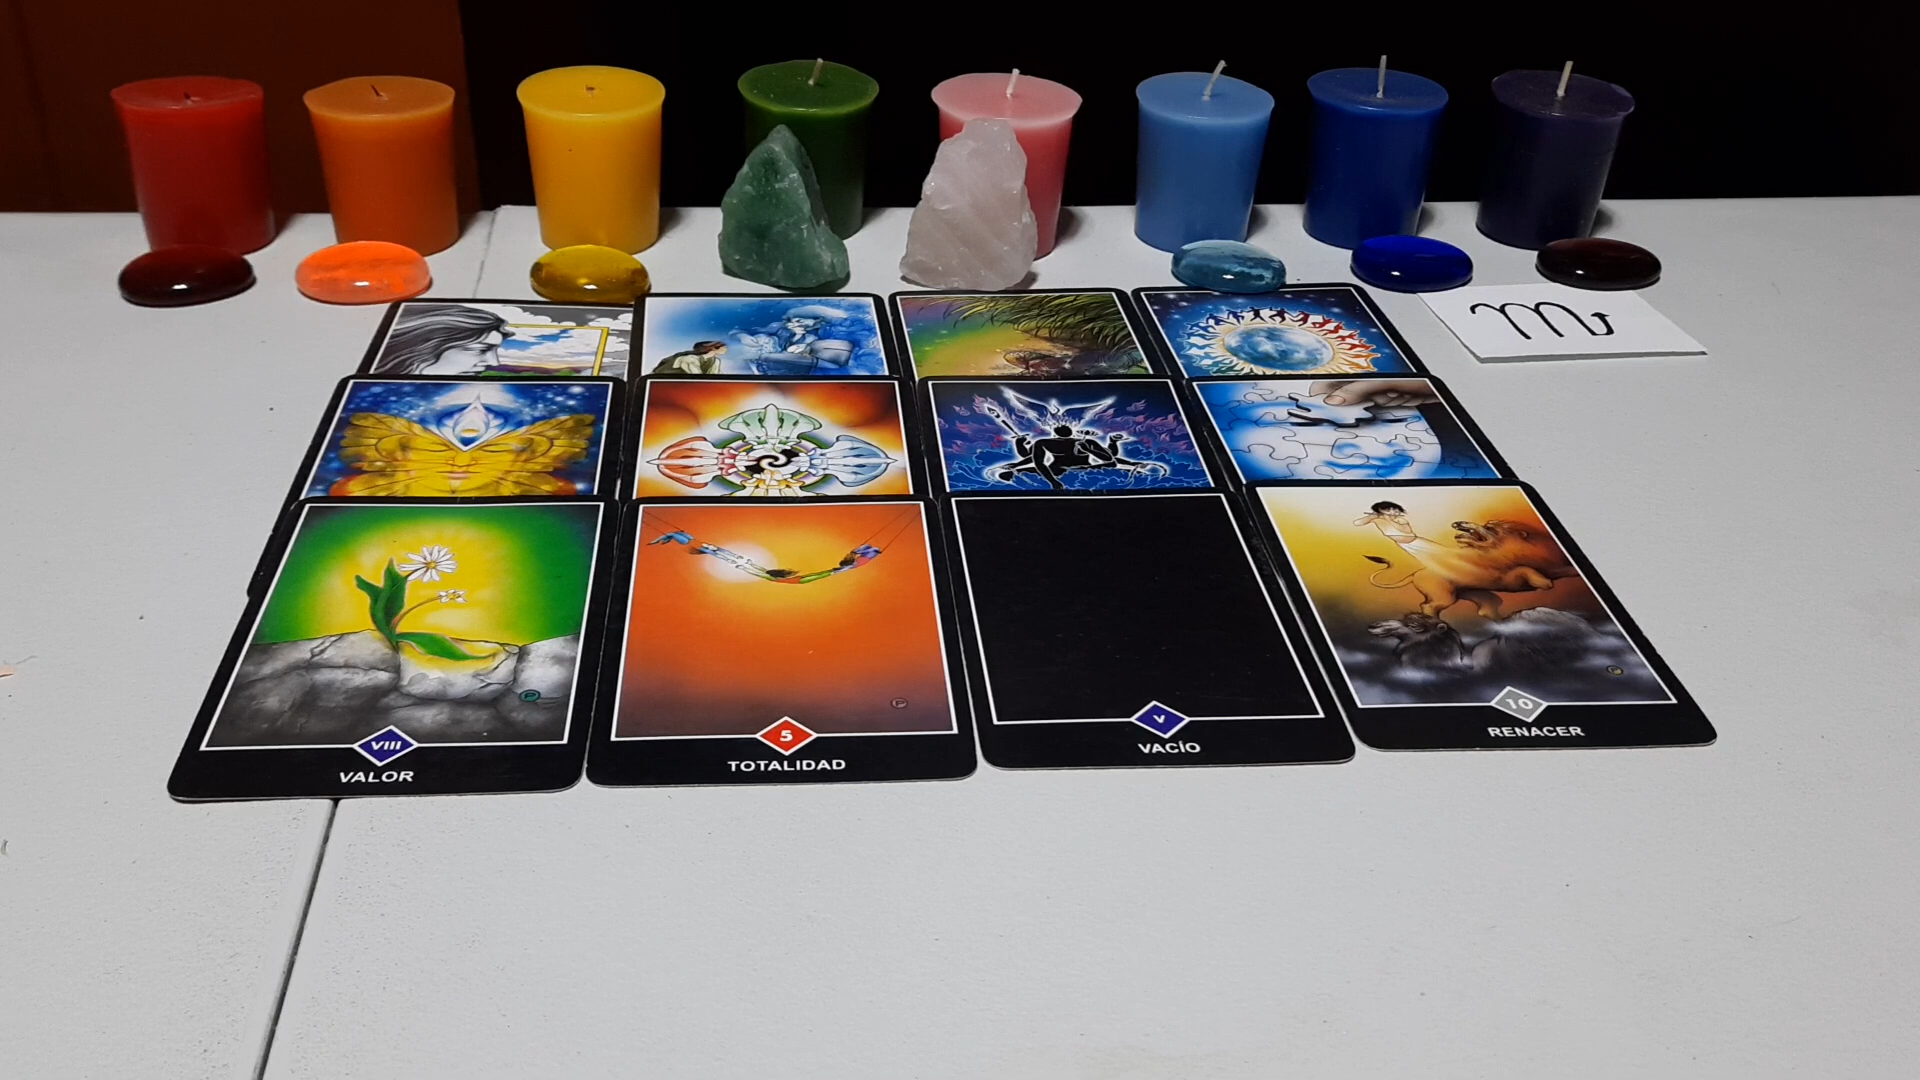 ♏
VIII
VALOR
5
TOTALIDAD
V
VACÍO
10
RENACER